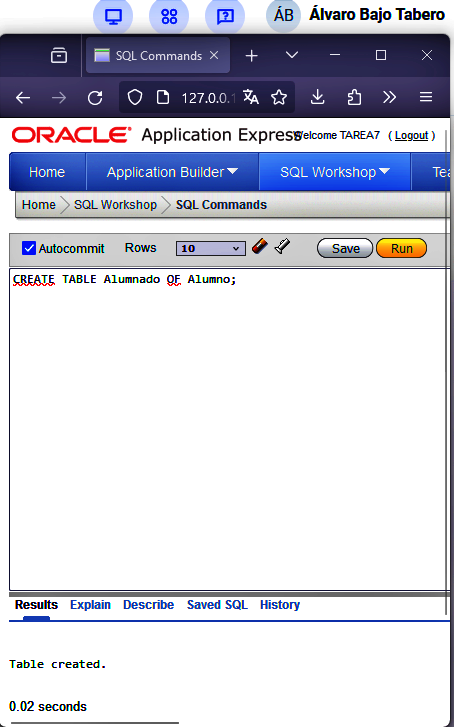 ÁB Álvaro Bajo Tabero
SQL Commands
127.0.0.1
ORACLE Application Express Welcome TAREA7 ( Logout )
Home Application Builder SQL Workshop Tea
Home SQL Workshop SQL Commands
Autocommit Rows 10 Save Run
CREATE TABLE Alumnado OF Alumno;
Results Explain Describe Saved SQL History
Table created.
0.02 seconds